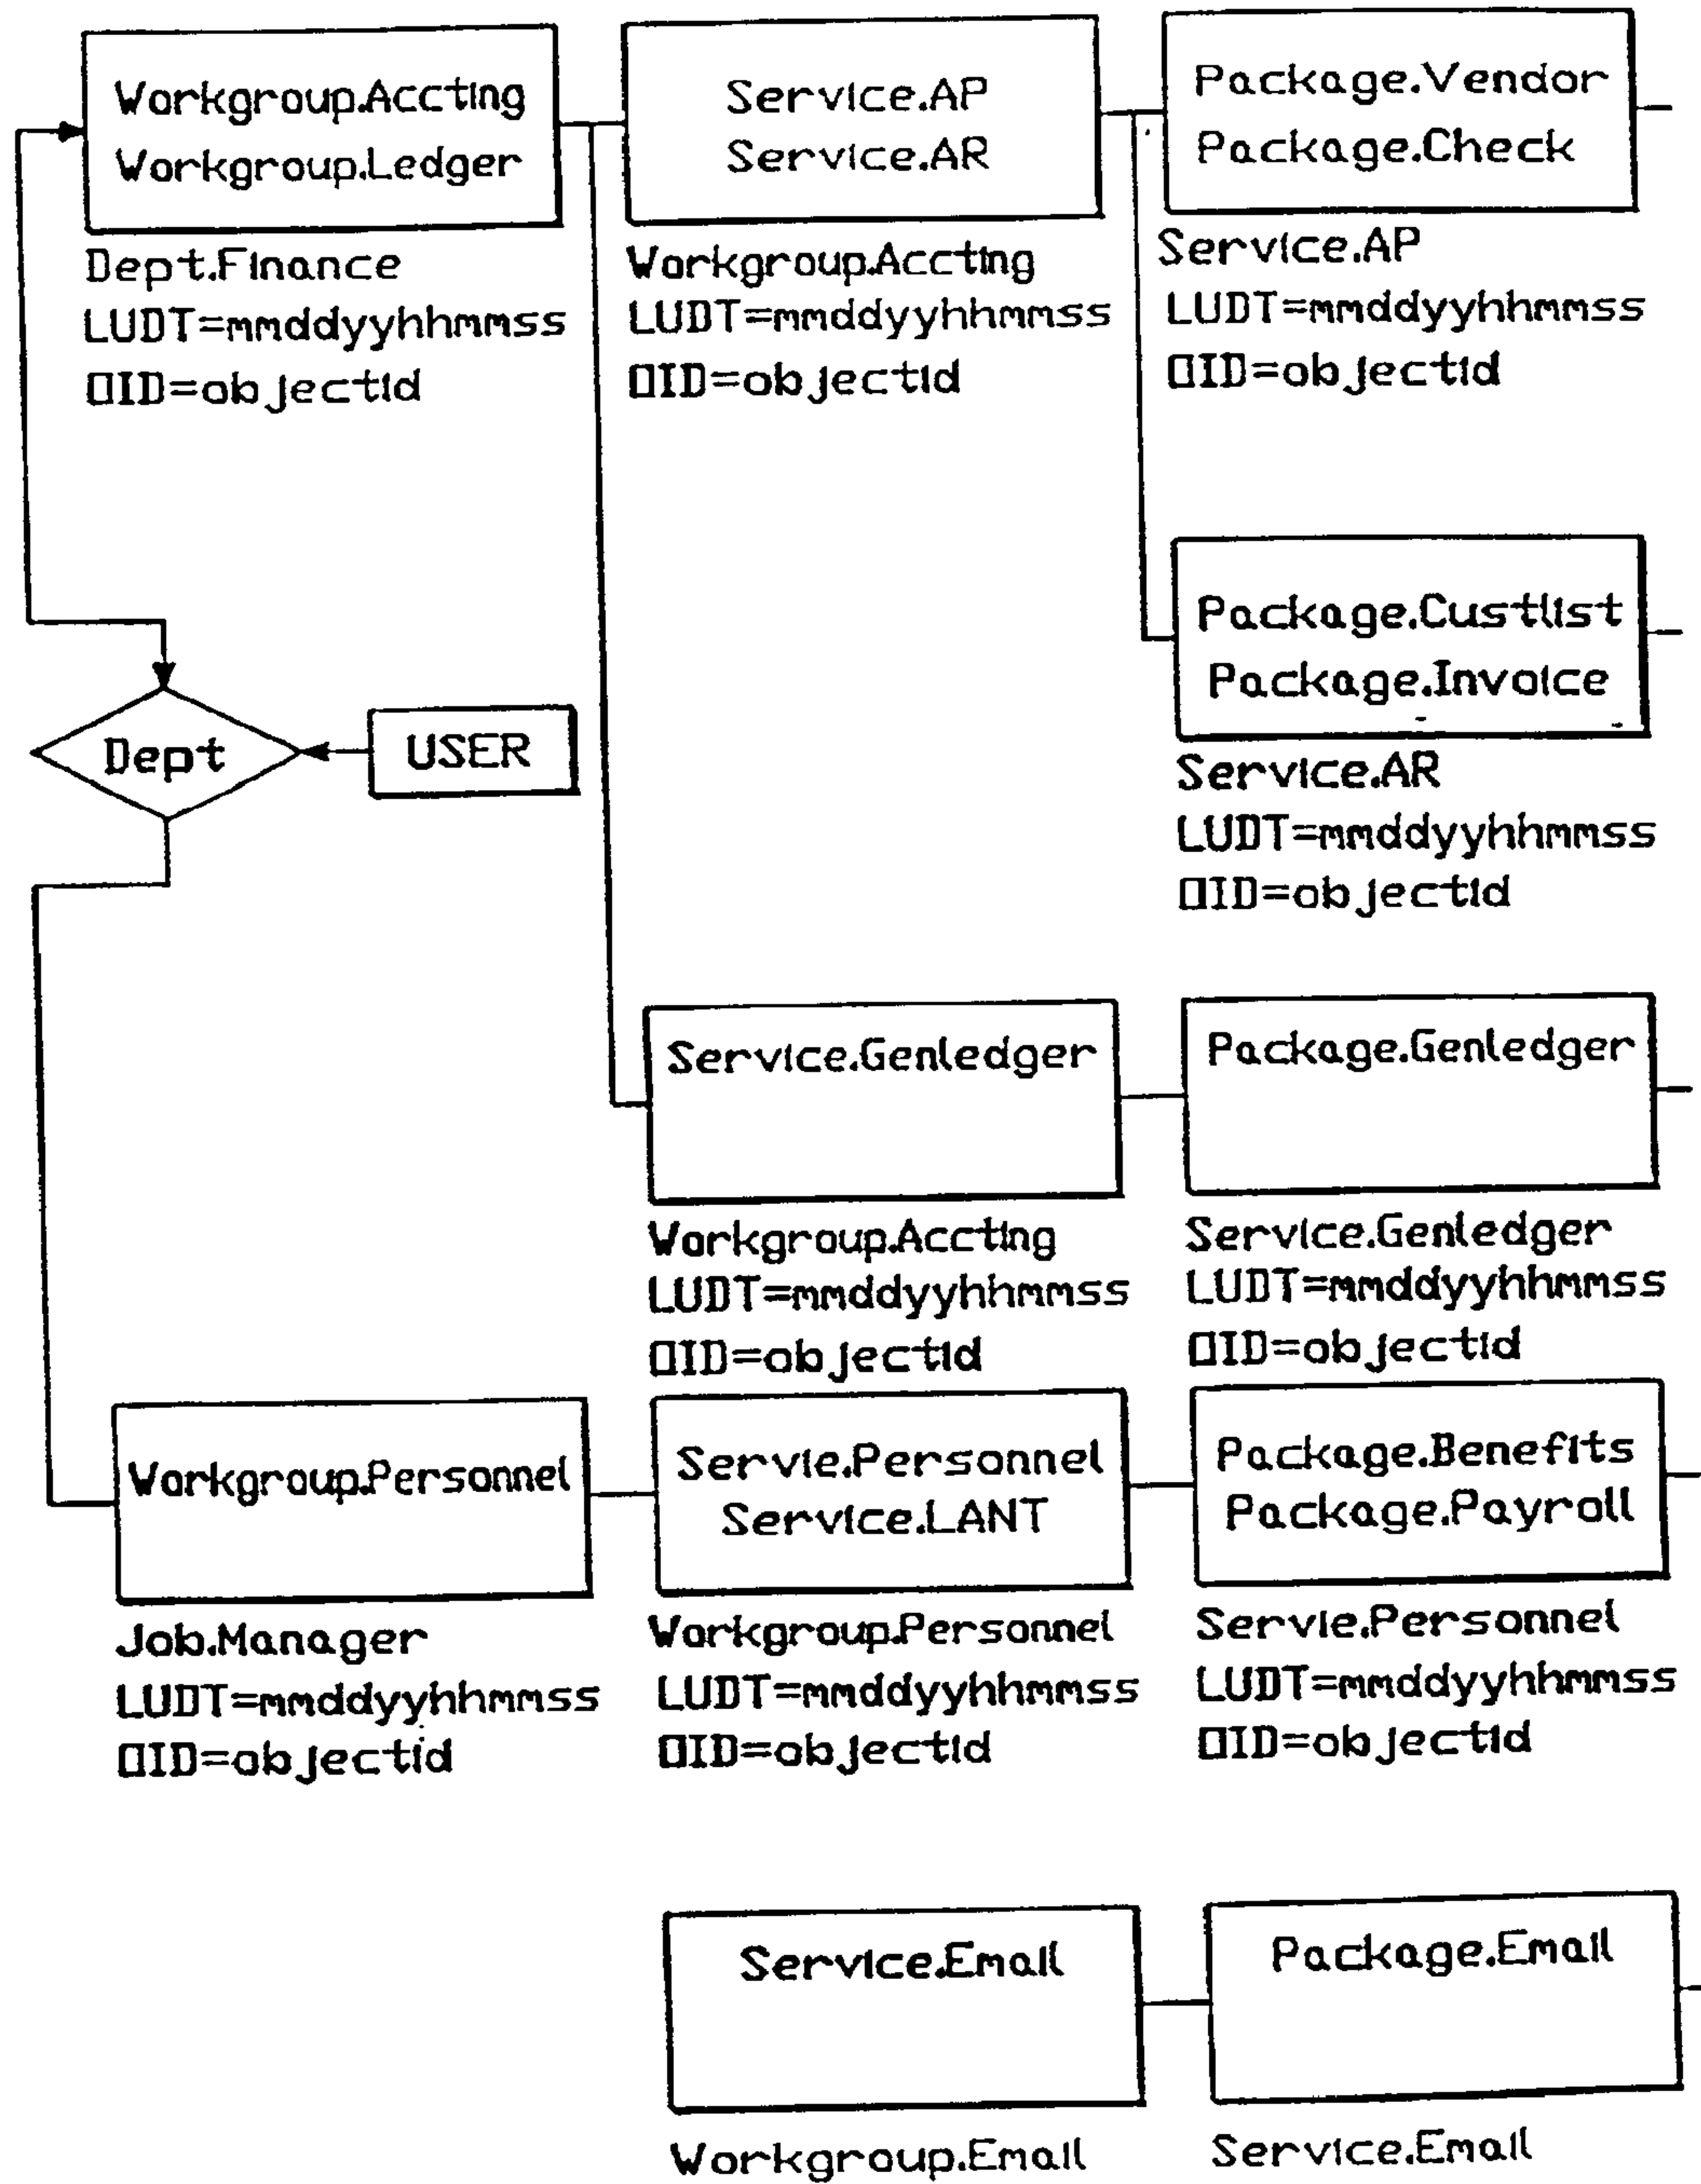 Workgroup.Accting
Workgroup.Ledger
Dept.Finance
LUDT=mmddyyhhmmss
OID=objectid
Service.AP
Service.AR
Workgroup.Accting
LUDT=mmddyyhhmmss
OID=objectid
Package.Vendor
Package.Check
Service.AP
LUDT=mmddyyhhmmss
OID=objectid
Package.Custlist
Package.Invoice
Service.AR
LUDT=mmddyyhhmmss
OID=objectid
Dept
USER
Service.Genledger
Workgroup.Accting
LUDT=mmddyyhhmmss
OID=objectid
Package.Genledger
Service.Genledger
LUDT=mmddyyhhmmss
OID=objectid
Workgroup.Personnel
Job.Manager
LUDT=mmddyyhhmmss
OID=objectid
Servie.Personnel
Service.LANT
Workgroup.Personnel
LUDT=mmddyyhhmmss
OID=objectid
Package.Benefits
Package.Payroll
Servie.Personnel
LUDT=mmddyyhhmmss
OID=objectid
Service.Email
Workgroup.Email
Package.Email
Service.Email